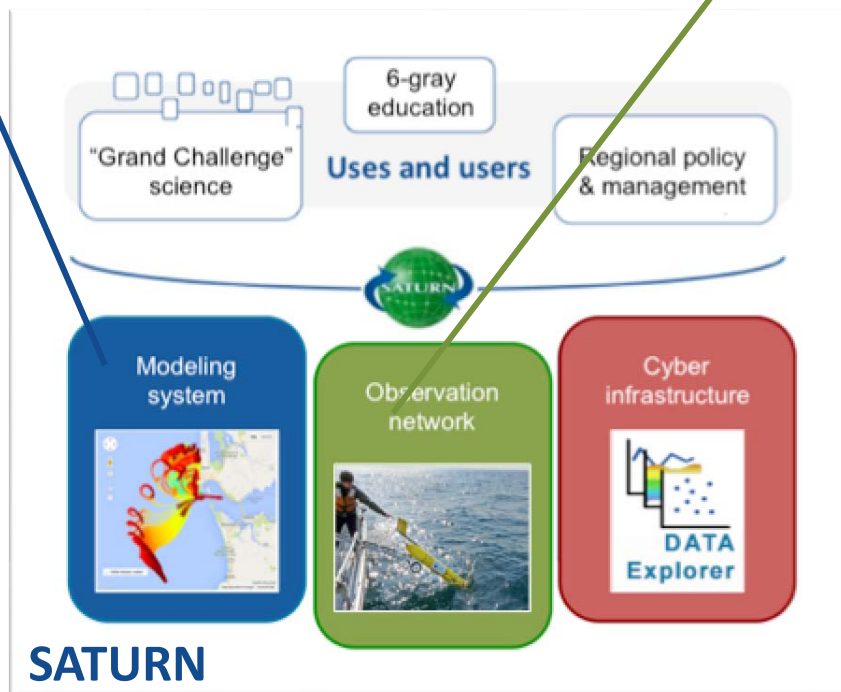 6-gray
education
"Grand Challenge"
science
Uses and users
Regional policy
& management
SATURN
Modeling
system
Observation
network
Cyber
infrastructure
DATA
Explorer
SATURN